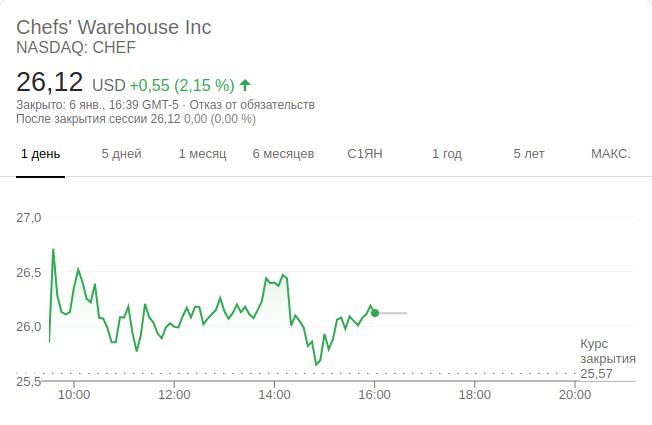 Chefs' Warehouse Inc
NASDAQ: CHEF
26,12 USD +0,55 (2,15 %)
Закрыто: 6 янв., 16:39 GMT-5 · Отказ от обязательств
После закрытия сессии 26,12 0,00 (0,00 %)
1 день 5 дней 1 месяц 6 месяцев С1ЯН 1 год 5 лет МАКС.
27,0
26,5
26,0
Курс
закрытия
25,57
25,5
10:00 12:00 14:00 16:00 18:00 20:00